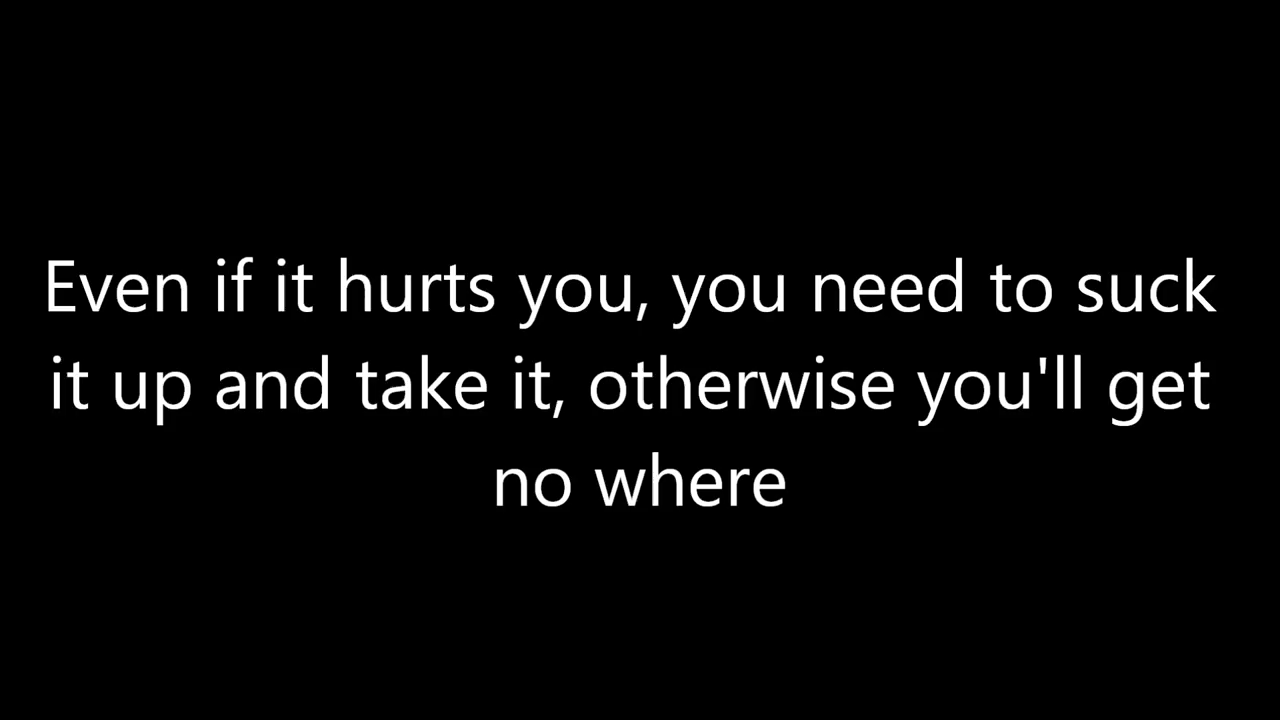 Even if it hurts you, you need to suck
it up and take it, otherwise you'll get
no where